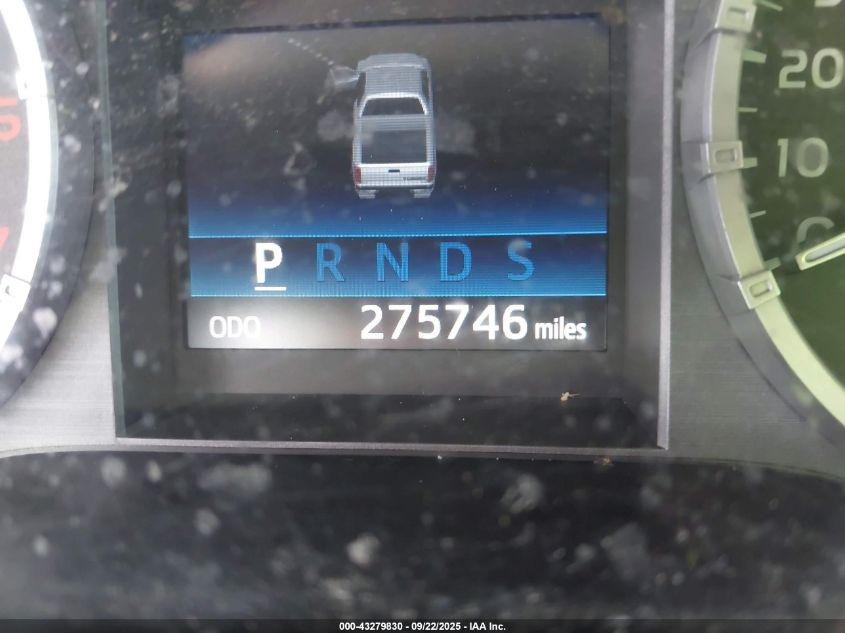 20
10
P R N D S
ODO 275746 miles
000-43279830 - 09/22/2025 - IAA Inc.